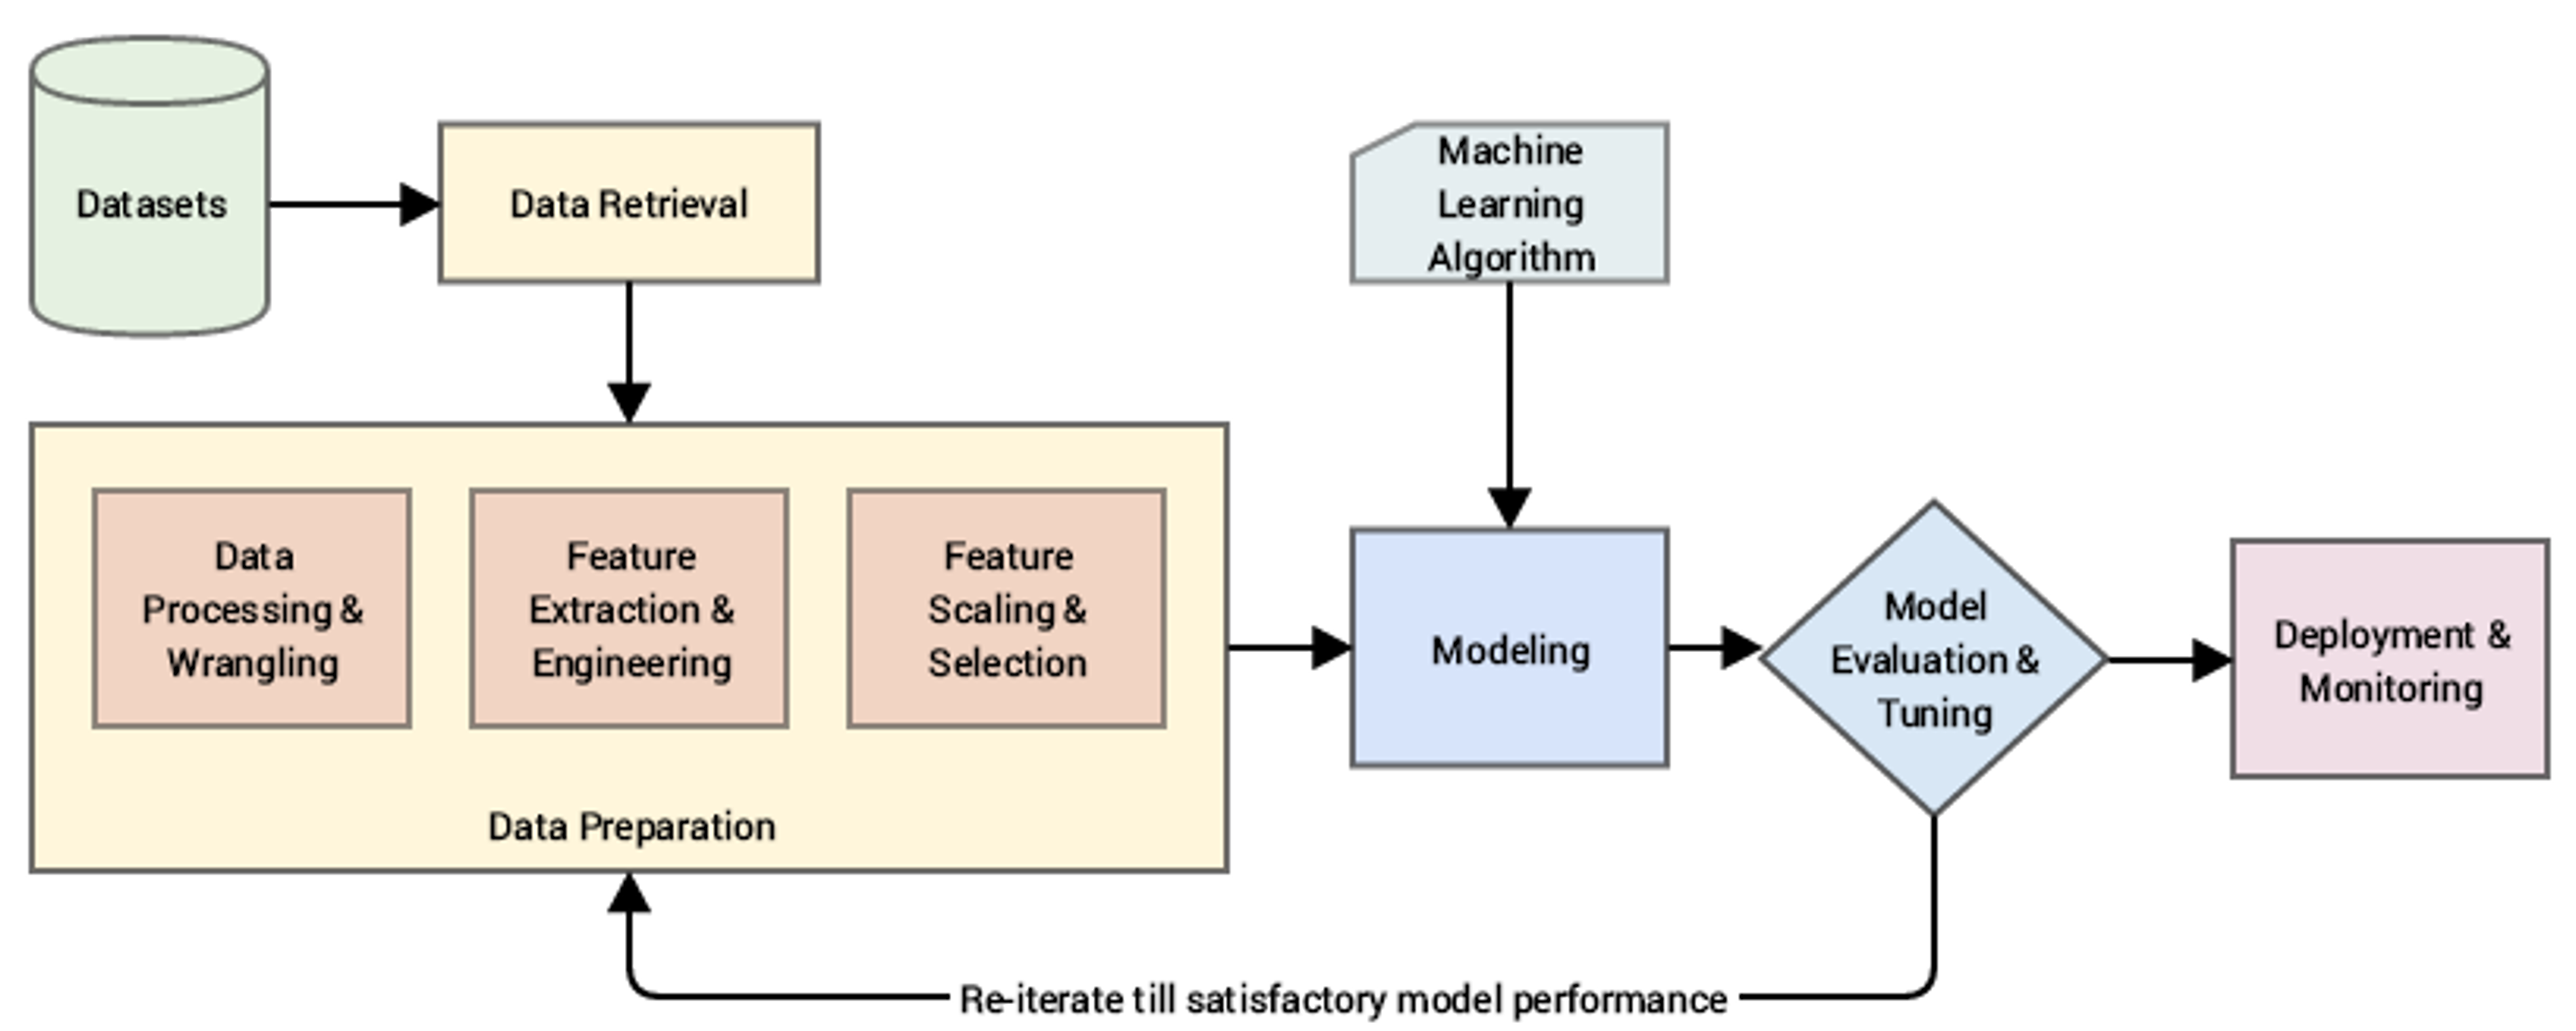 Datasets
Data Retrieval
Machine
Learning
Algorithm
Data
Processing &
Wrangling
Feature
Extraction &
Engineering
Feature
Scaling &
Selection
Data Preparation
Modeling
Model
Evaluation &
Tuning
Deployment &
Monitoring
Re-iterate till satisfactory model performance